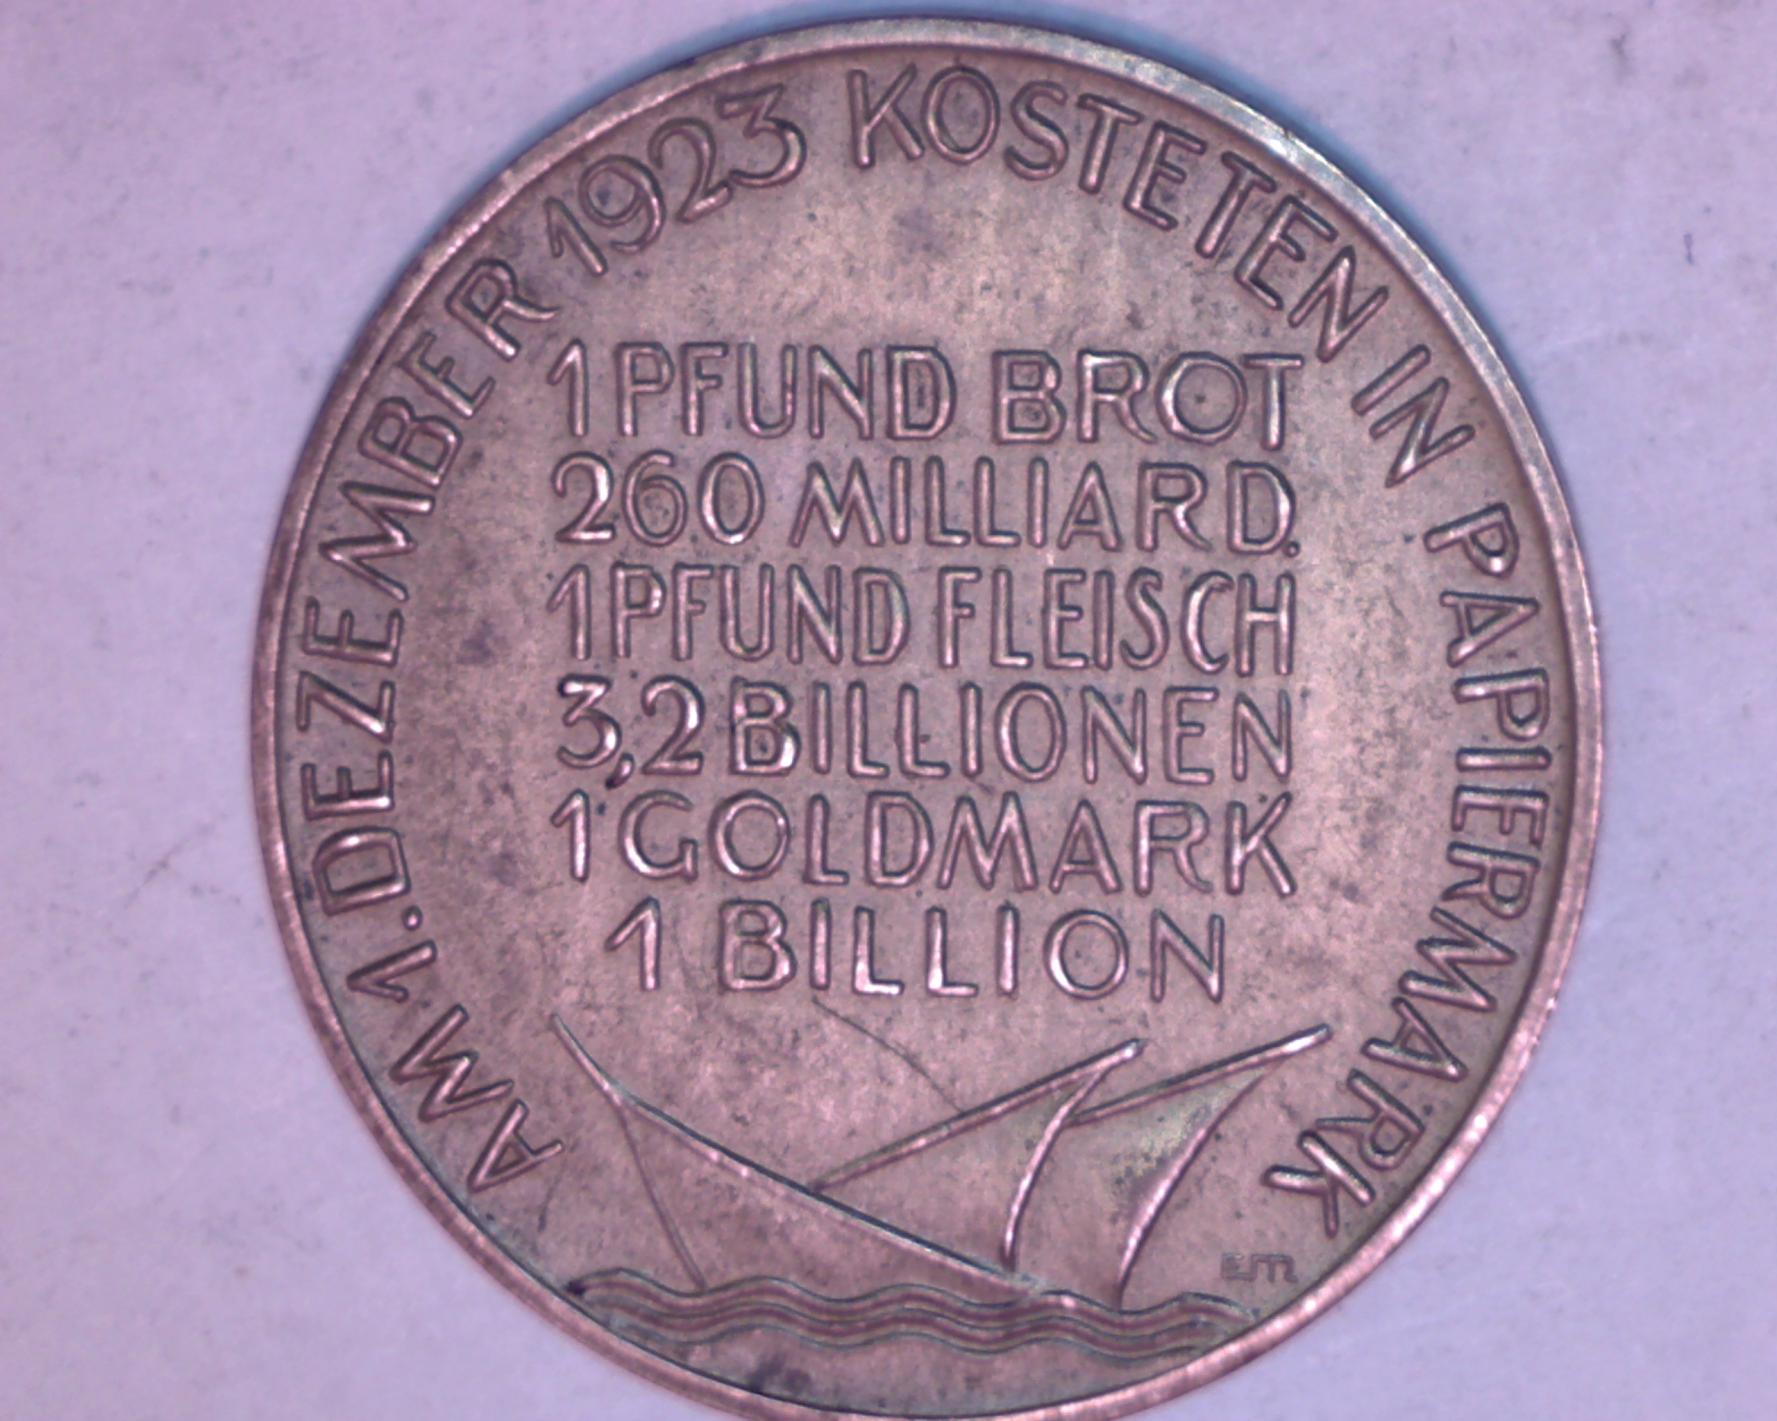 AM 1. DEZEMBER 1923 KOSTETEN IN PAPIERMARK
1 PFUND BROT
260 MILLIARD.
1 PFUND FLEISCH
3,2 BILLIONEN
1 GOLDMARK
1 BILLION
EM